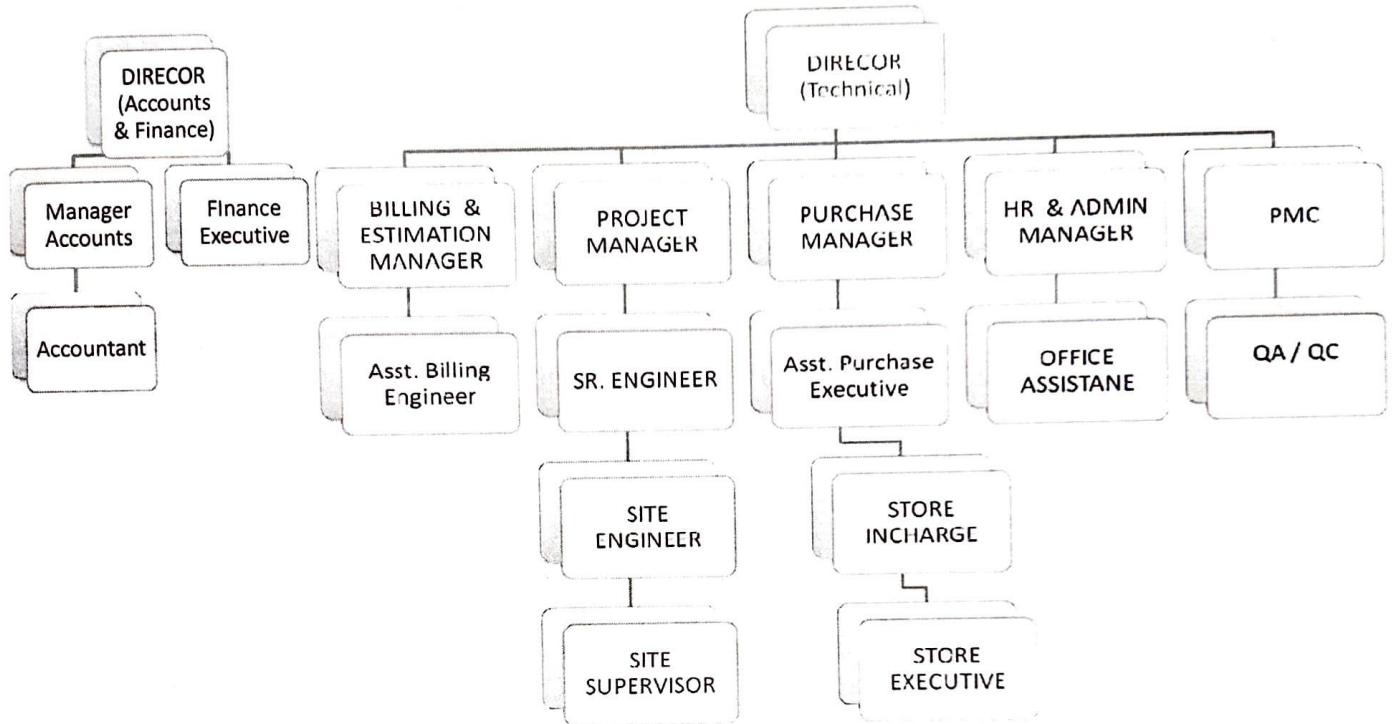 DIRECOR
(Accounts
& Finance)
DIRECOR
(Technical)
Manager
Accounts
FInance
Executive
BILLING & 
ESTIMATION
MANAGER
PROJECT
MANAGER
PURCHASE
MANAGER
HR & ADMIN
MANAGER
PMC
Accountant
Asst. Billing
Engineer
SR. ENGINEER
Asst. Purchase
Executive
OFFICE
ASSISTANE
QA / QC
SITE
ENGINEER
STORE
INCHARGE
SITE
SUPERVISOR
STORE
EXECUTIVE